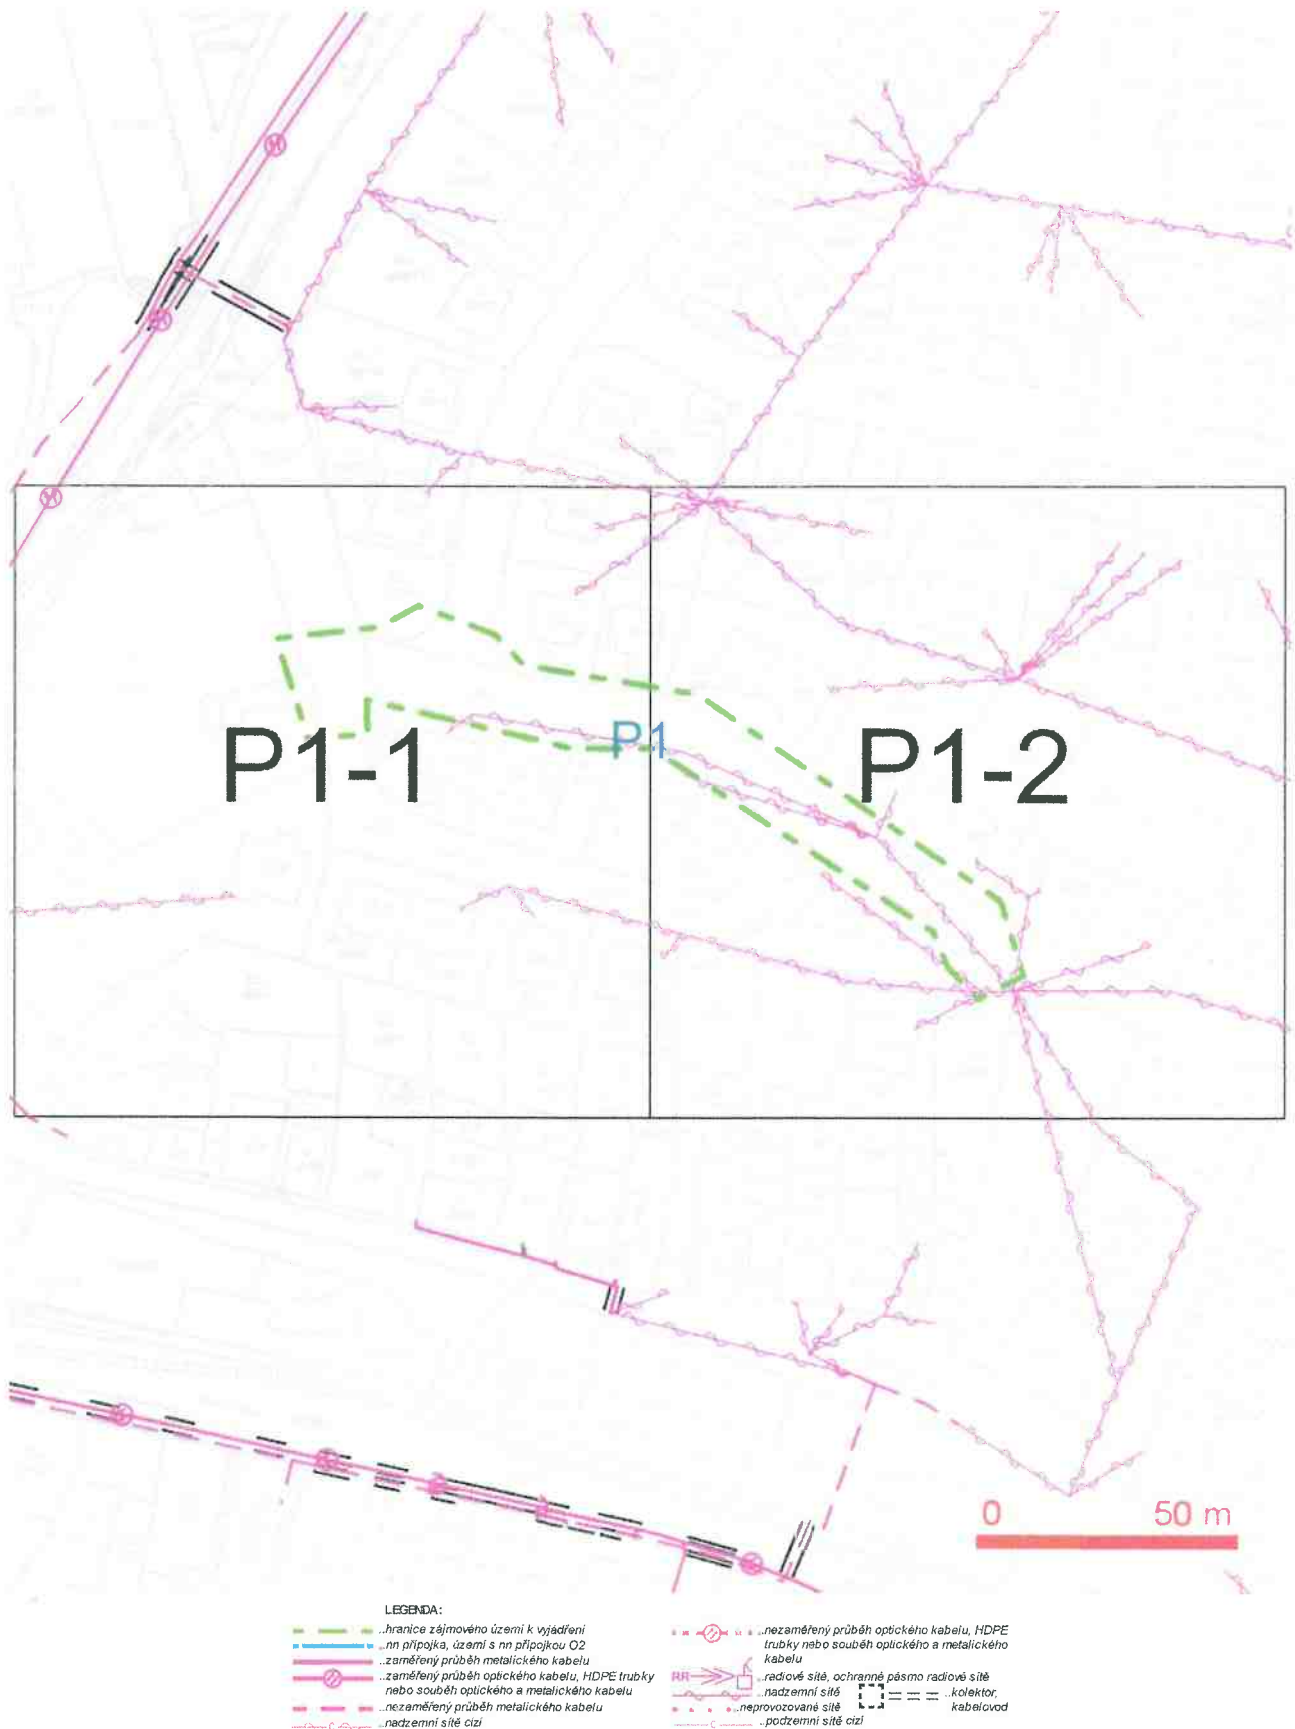 P1-1
P1
P1-2
0 50 m
LEGENDA:
..hranice zájmového území k vyjádření
..nn přípojka, území s nn přípojkou O2
..zaměřený průběh metalického kabelu
..zaměřený průběh optického kabelu, HDPE trubky
nebo souběh optického a metalického kabelu
..nezaměřený průběh metalického kabelu
..nadzemní sítě cizí
..nezaměřený průběh optického kabelu, HDPE
trubky nebo souběh optického a metalického
kabelu
RR ..radiové sítě, ochranné pásmo radiové sítě
..nadzemní sítě
..kolektor,
kabelovod
..neprovozované sítě
..podzemní sítě cizí